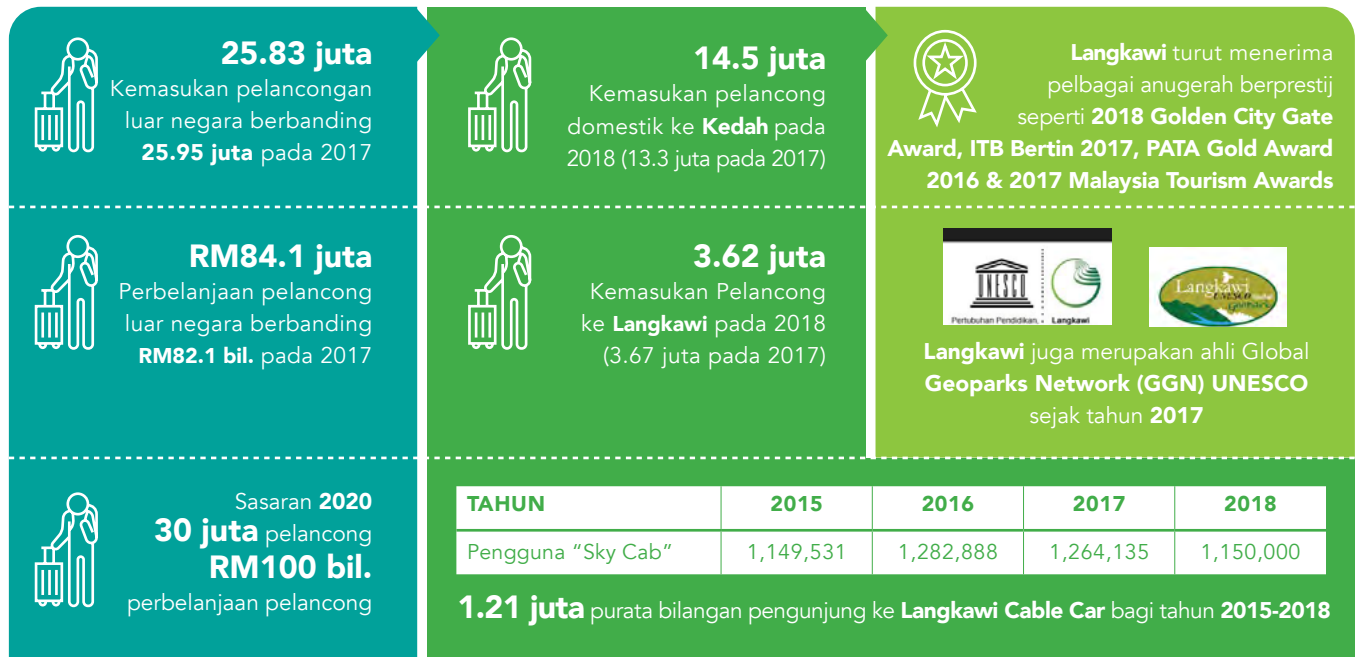 25.83 juta
Kemasukan pelancongan
luar negara berbanding
25.95 juta pada 2017
RM84.1 juta
Perbelanjaan pelancong
luar negara berbanding
RM82.1 bil. pada 2017
Sasaran 2020
30 juta pelancong
RM100 bil.
perbelanjaan pelancong
14.5 juta
Kemasukan pelancong
domestik ke Kedah pada
2018 (13.3 juta pada 2017)
3.62 juta
Kemasukan Pelancong
ke Langkawi pada 2018
(3.67 juta pada 2017)
Langkawi turut menerima
pelbagai anugerah berprestij
seperti 2018 Golden City Gate
Award, ITB Bertin 2017, PATA Gold Award
2016 & 2017 Malaysia Tourism Awards
UNESCO
Pertubuhan Pendidikan, Langkawi
Langkawi
UNESCO
Geopark
Langkawi juga merupakan ahli Global
Geoparks Network (GGN) UNESCO
sejak tahun 2017
TAHUN 2015 2016 2017 2018
Pengguna “Sky Cab” 1,149,531 1,282,888 1,264,135 1,150,000
1.21 juta purata bilangan pengunjung ke Langkawi Cable Car bagi tahun 2015-2018